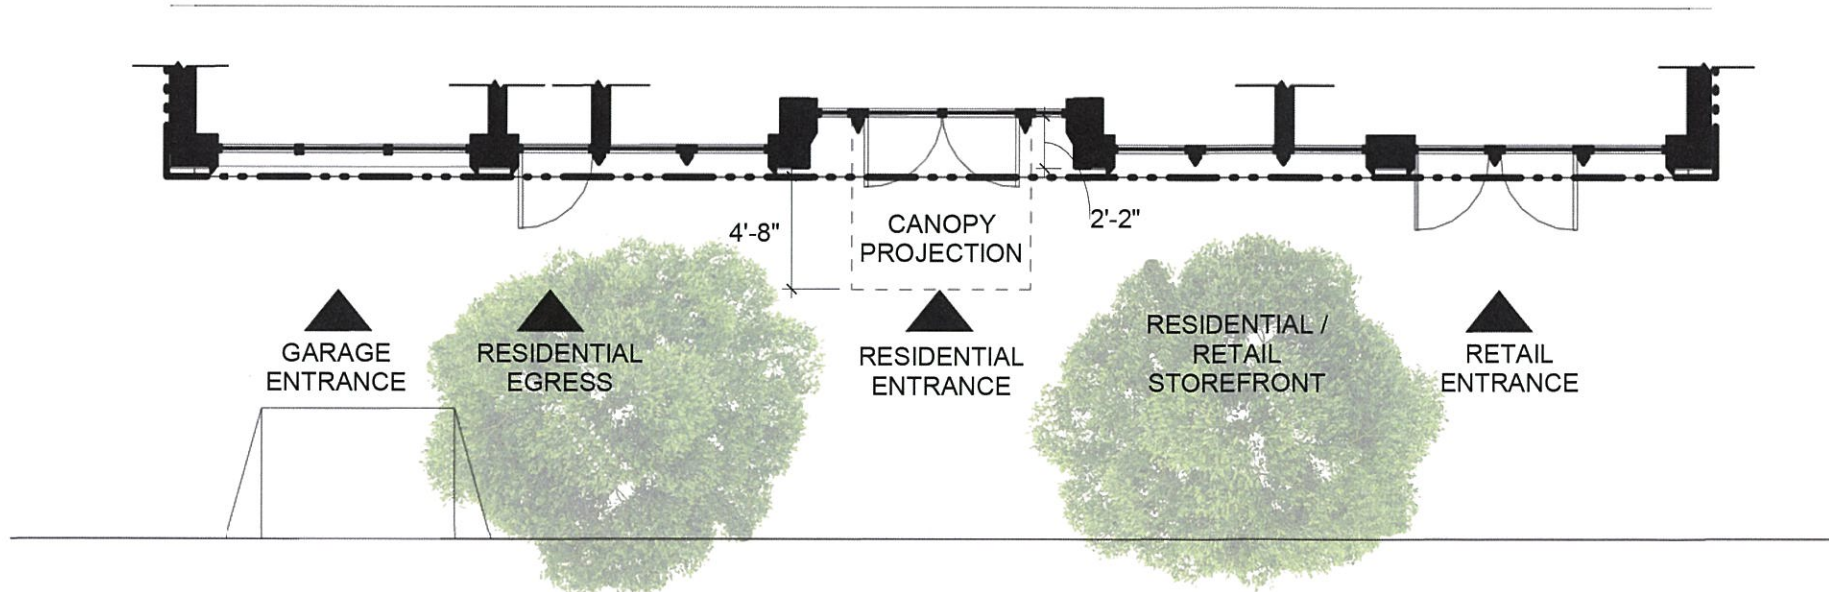 4'-8"
CANOPY
PROJECTION
2'-2"
GARAGE
ENTRANCE
RESIDENTIAL
EGRESS
RESIDENTIAL
ENTRANCE
RESIDENTIAL /
RETAIL
STOREFRONT
RETAIL
ENTRANCE